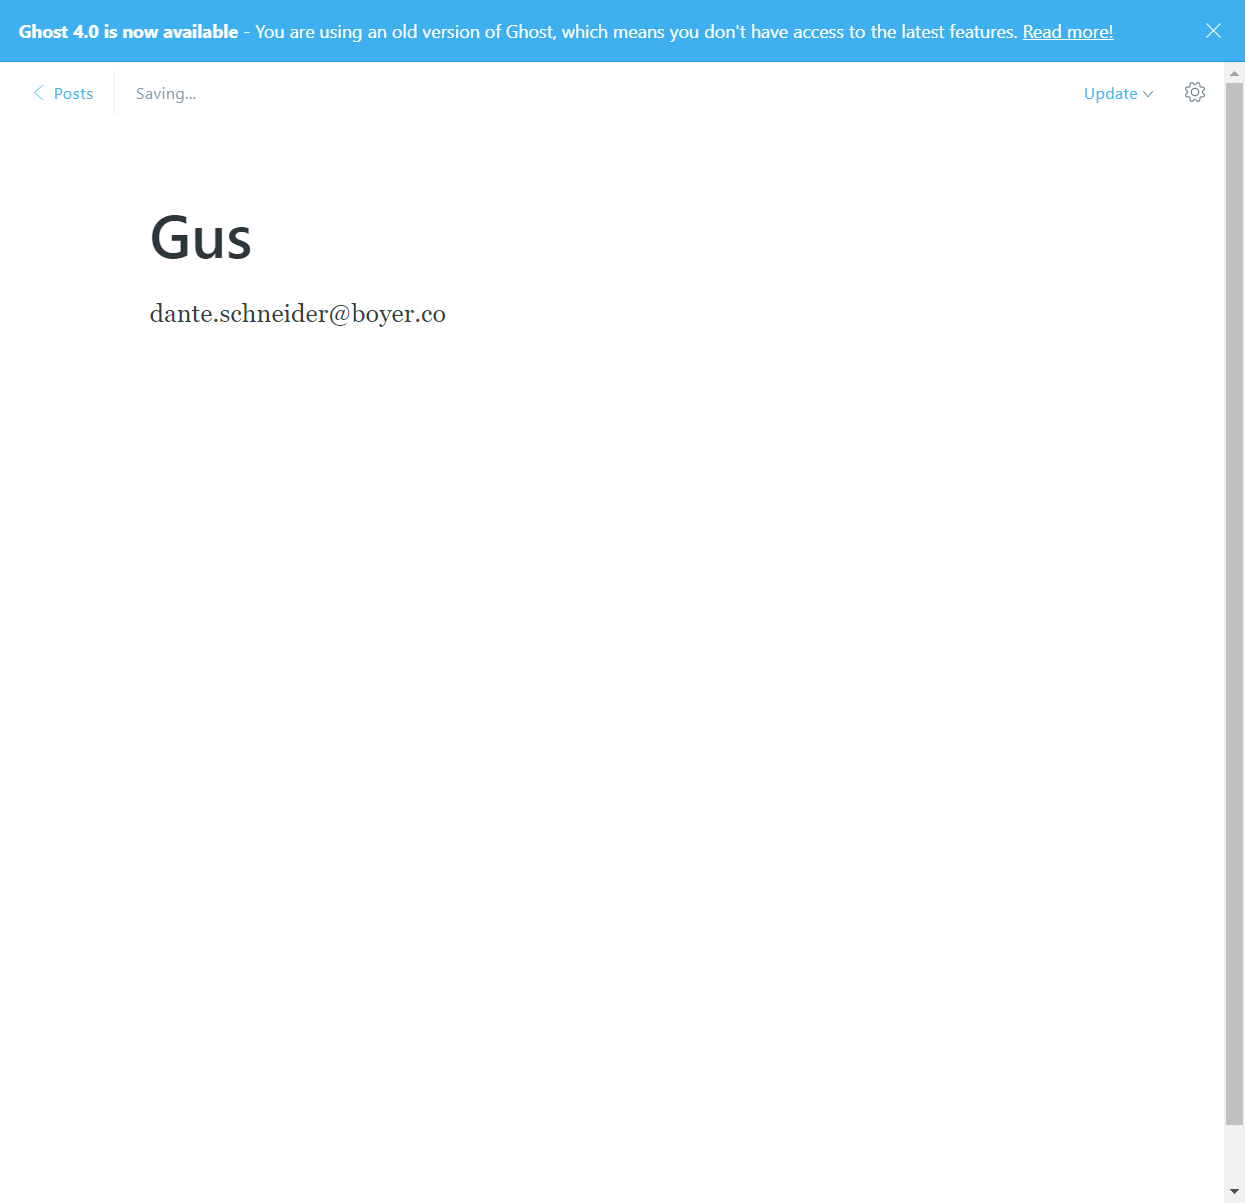 Ghost 4.0 is now available - You are using an old version of Ghost, which means you don't have access to the latest features. Read more!
Posts
Saving...
Update
Gus
dante.schneider@boyer.co